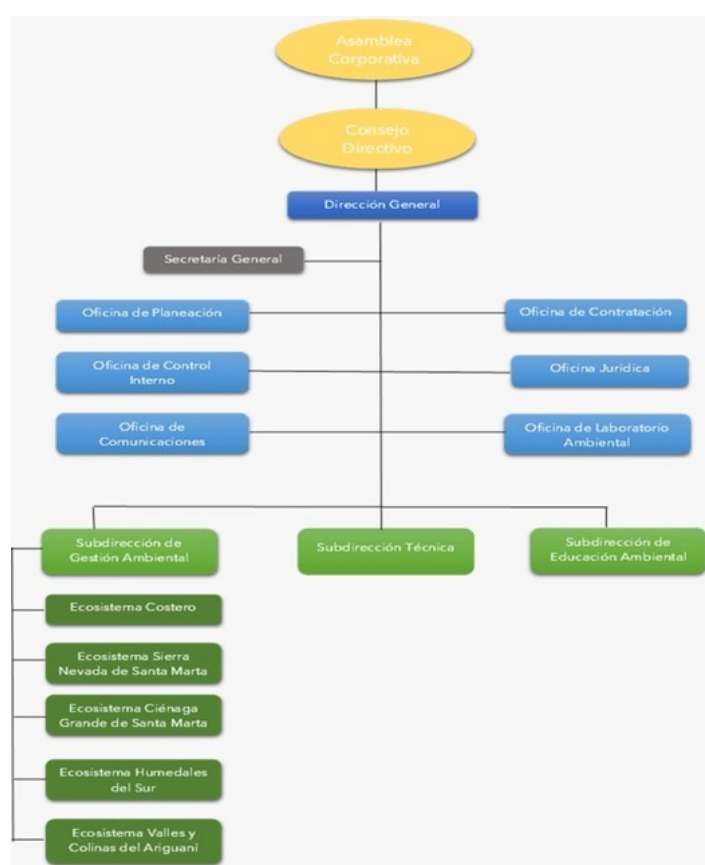 Asamblea
Corporativa
Consejo
Directivo
Dirección General
Secretaría General
Oficina de Planeación
Oficina de Contratación
Oficina de Control
Interno
Oficina Jurídica
Oficina de
Comunicaciones
Oficina de Laboratorio
Ambiental
Subdirección de
Gestión Ambiental
Subdirección Técnica
Subdirección de
Educación Ambiental
Ecosistema Costero
Ecosistema Sierra
Nevada de Santa Marta
Ecosistema Ciénaga
Grande de Santa Marta
Ecosistema Humedales
del Sur
Ecosistema Valles y
Colinas del Ariguaní